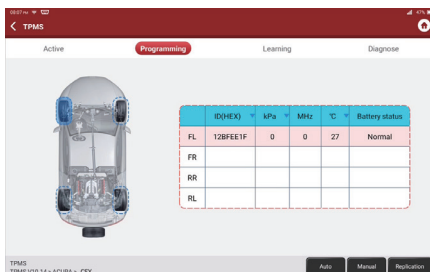 47%
TPMS
Active Programming Learning Diagnose
ID(HEX) kPa MHz ℃ Battery status
FL 12BFEE1F 0 0 27 Normal
FR
RR
RL
TPMS
Auto Manual Replication